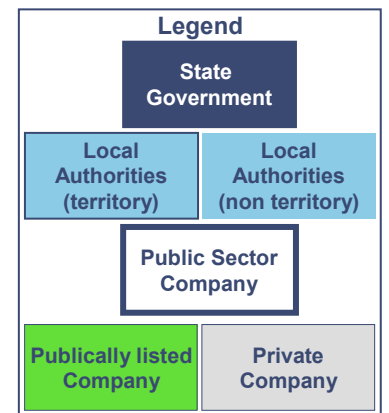 Legend
State
Government
Local
Authorities
(territory)
Local
Authorities
(non territory)
Public Sector
Company
Publically listed
Company
Private
Company